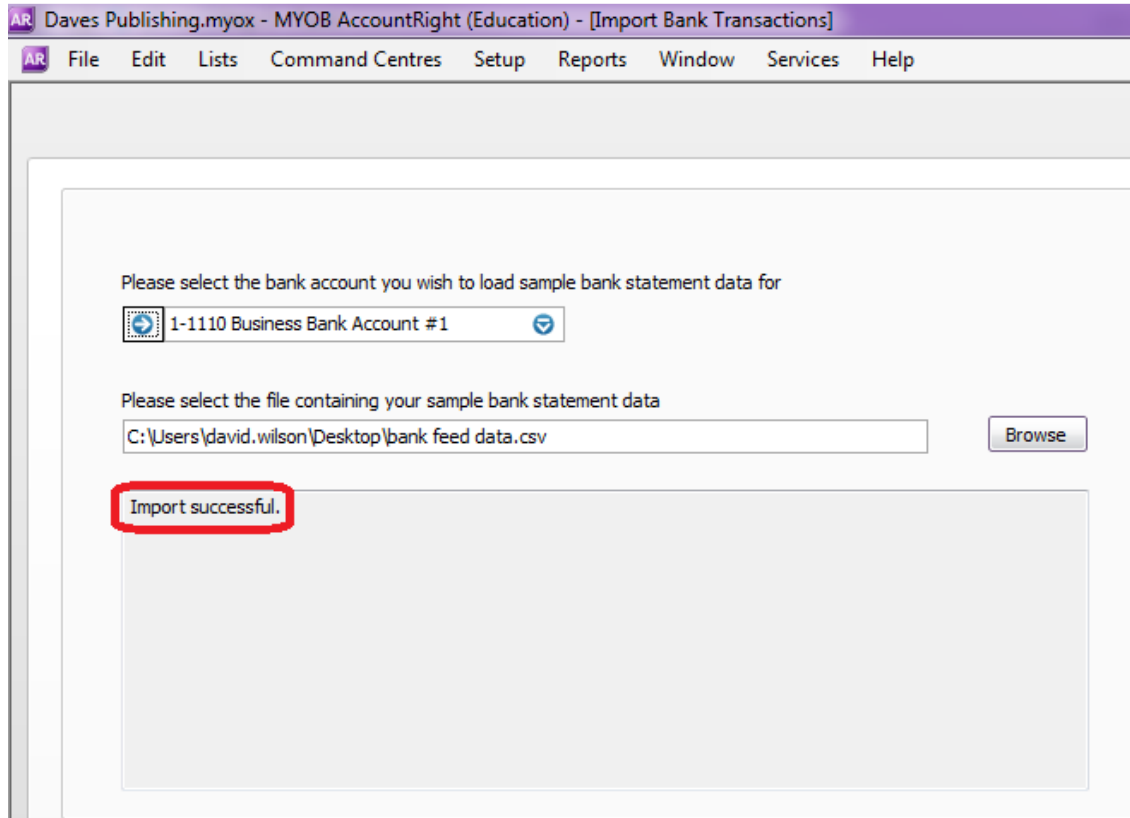 AR Daves Publishing.myox - MYOB AccountRight (Education) - [Import Bank Transactions]
AR File Edit Lists Command Centres Setup Reports Window Services Help
Please select the bank account you wish to load sample bank statement data for
1-1110 Business Bank Account #1
Please select the file containing your sample bank statement data
C:\Users\david.wilson\Desktop\bank feed data.csv Browse
Import successful.